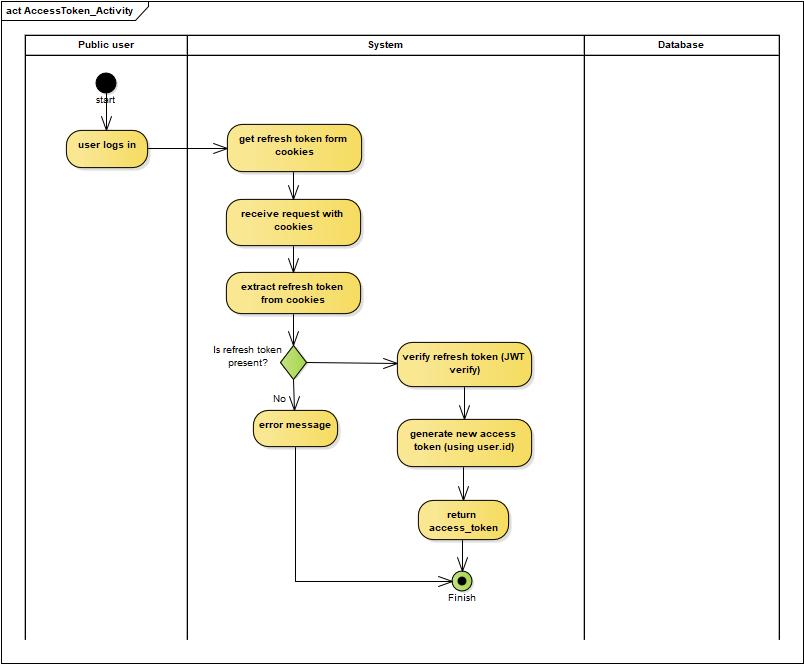 act AccessToken_Activity
Public user
System
Database
start
user logs in
get refresh token form
cookies
receive request with
cookies
extract refresh token
from cookies
Is refresh token
present?
verify refresh token (JWT
verify)
No
error message
generate new access
token (using user.id)
return
access_token
Finish